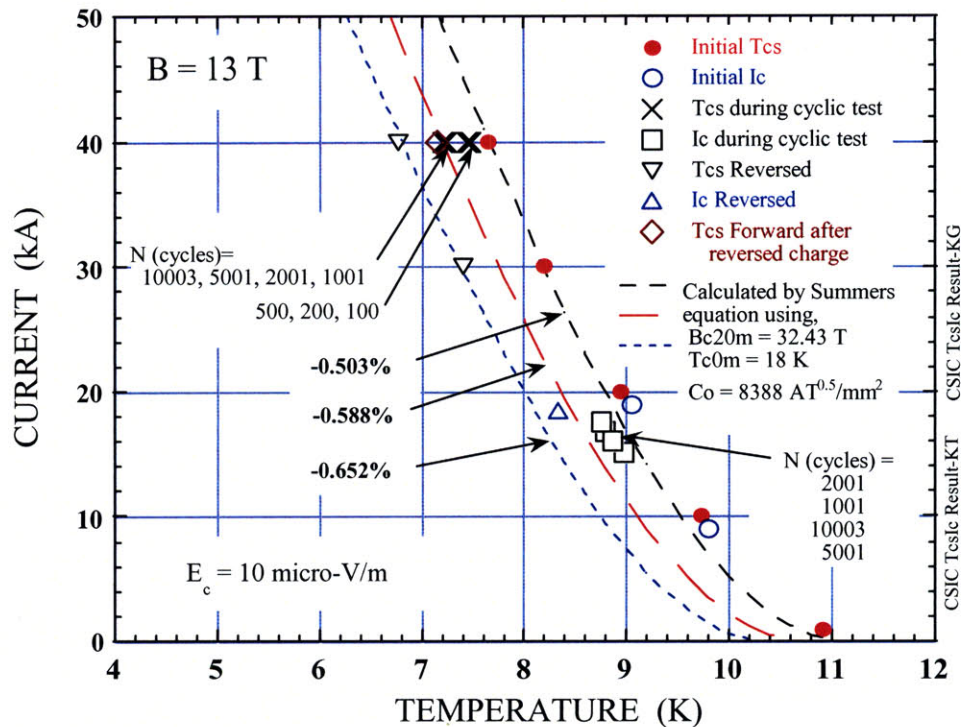 50
40
30
20
10
0
CURRENT (kA)
B = 13 T
Initial Tcs
Initial Ic
Tcs during cyclic test
Ic during cyclic test
Tcs Reversed
Ic Reversed
Tcs Forward after
reversed charge
Calculated by Summers
equation using,
Bc20m = 32.43 T
Tc0m = 18 K
Co = 8388 AT^0.5/mm^2
N (cycles)=
10003, 5001, 2001, 1001
500, 200, 100
-0.503%
-0.588%
-0.652%
N (cycles) =
2001
1001
10003
5001
E_c = 10 micro-V/m
4 5 6 7 8 9 10 11 12
TEMPERATURE (K)
CSIC TcsIc Result-KG
CSIC TcsIc Result-KT